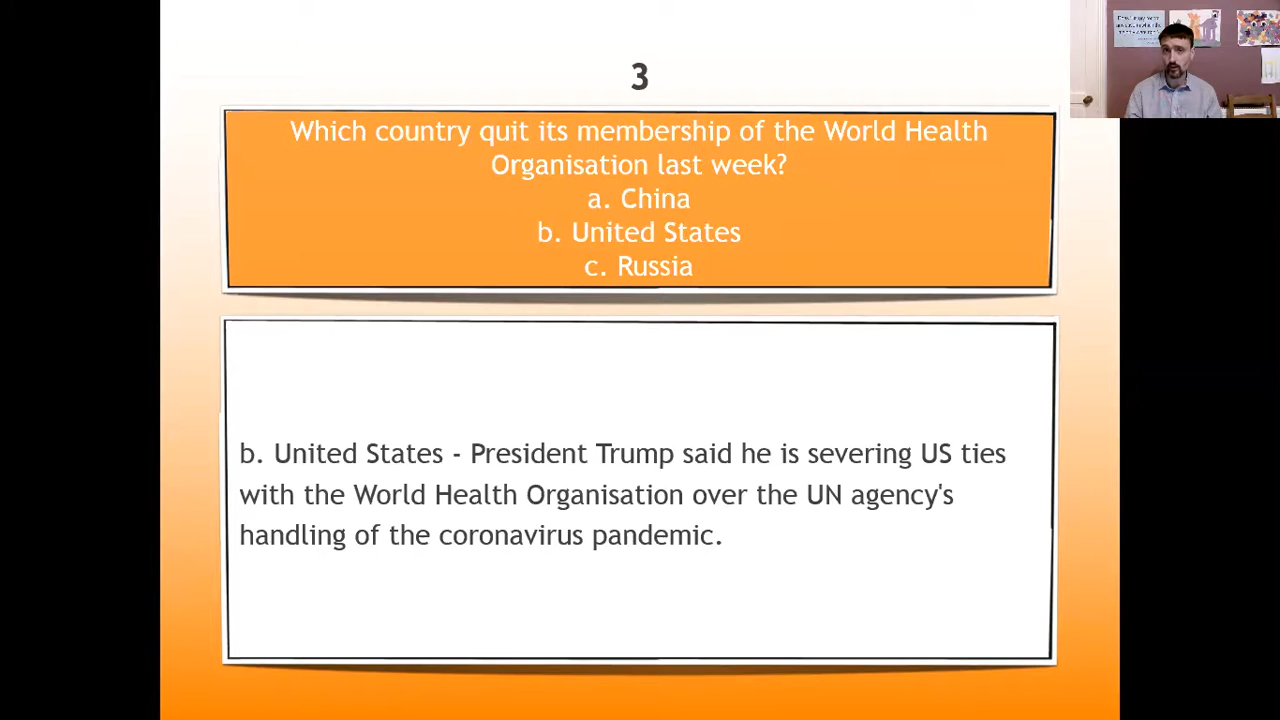 3
Which country quit its membership of the World Health
Organisation last week?
a. China
b. United States
c. Russia
b. United States - President Trump said he is severing US ties
with the World Health Organisation over the UN agency's
handling of the coronavirus pandemic.